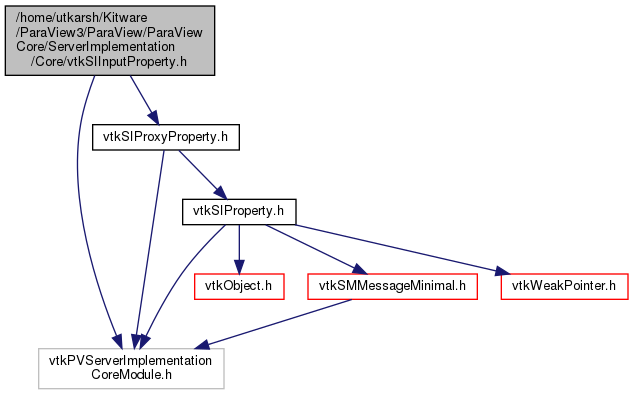 /home/utkarsh/Kitware
/ParaView3/ParaView/ParaView
Core/ServerImplementation
/Core/vtkSIInputProperty.h
vtkSIProxyProperty.h
vtkSIProperty.h
vtkObject.h
vtkSMMessageMinimal.h
vtkWeakPointer.h
vtkPVServerImplementation
CoreModule.h